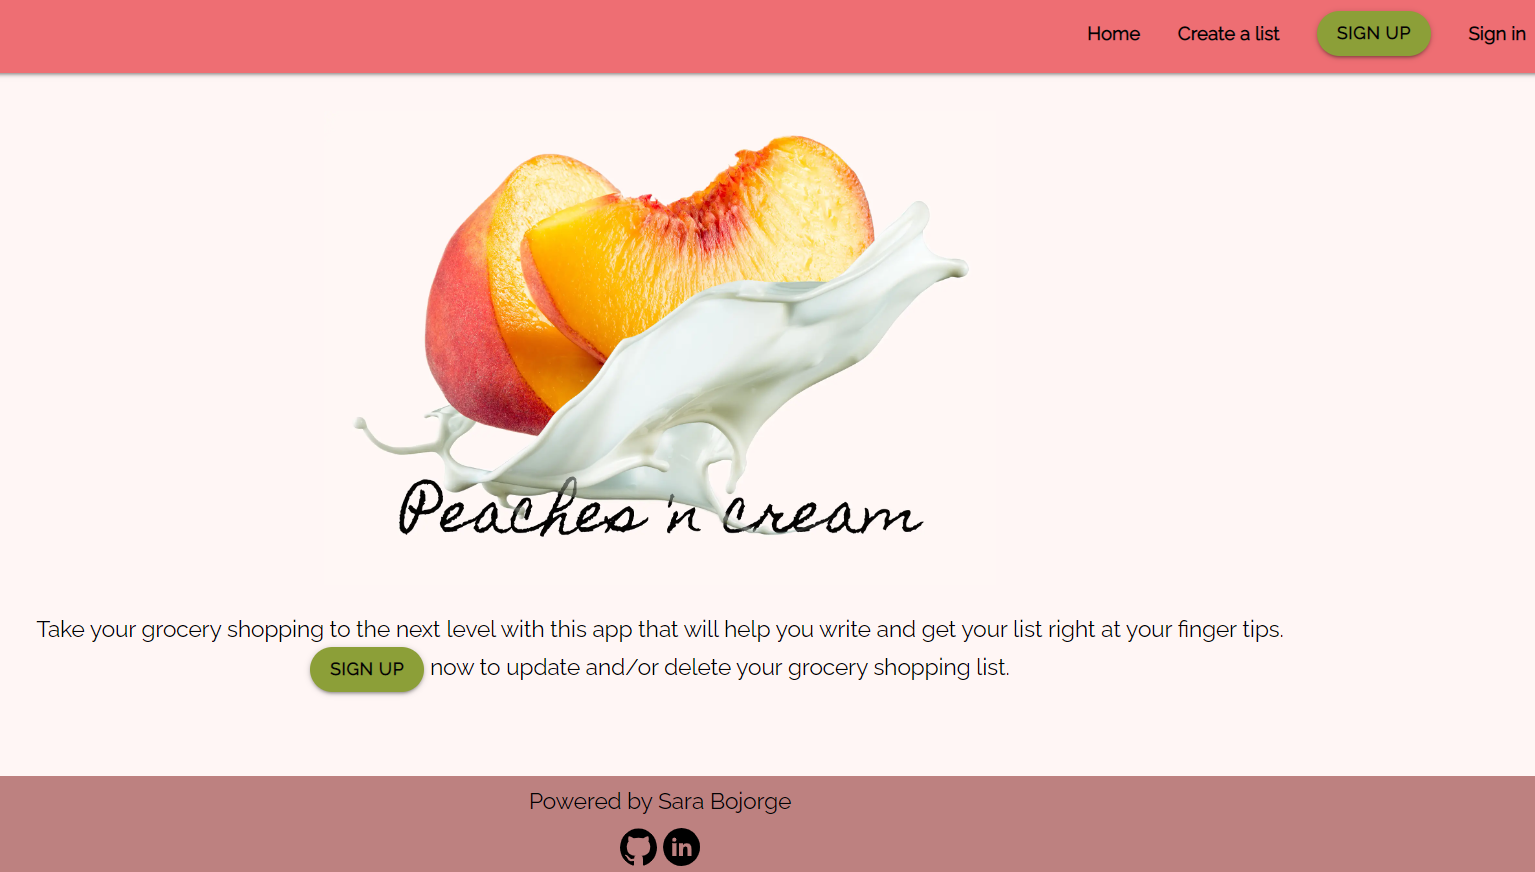 Home Create a list SIGN UP Sign in
Peaches 'n cream
Take your grocery shopping to the next level with this app that will help you write and get your list right at your finger tips.
SIGN UP now to update and/or delete your grocery shopping list.
Powered by Sara Bojorge
in